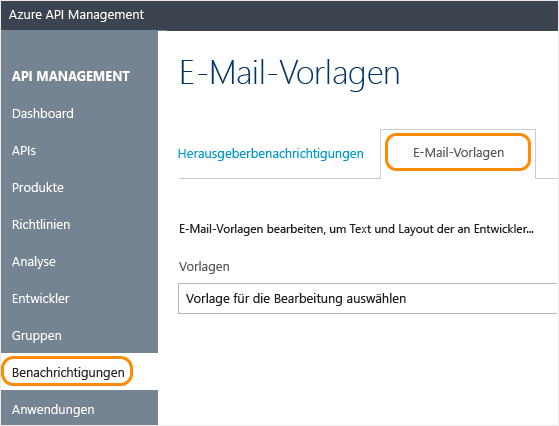 Azure API Management
API MANAGEMENT
Dashboard
APIs
Produkte
Richtlinien
Analyse
Entwickler
Gruppen
Benachrichtigungen
Anwendungen
E-Mail-Vorlagen
Herausgeberbenachrichtigungen
E-Mail-Vorlagen
E-Mail-Vorlagen bearbeiten, um Text und Layout der an Entwickler...
Vorlagen
Vorlage für die Bearbeitung auswählen